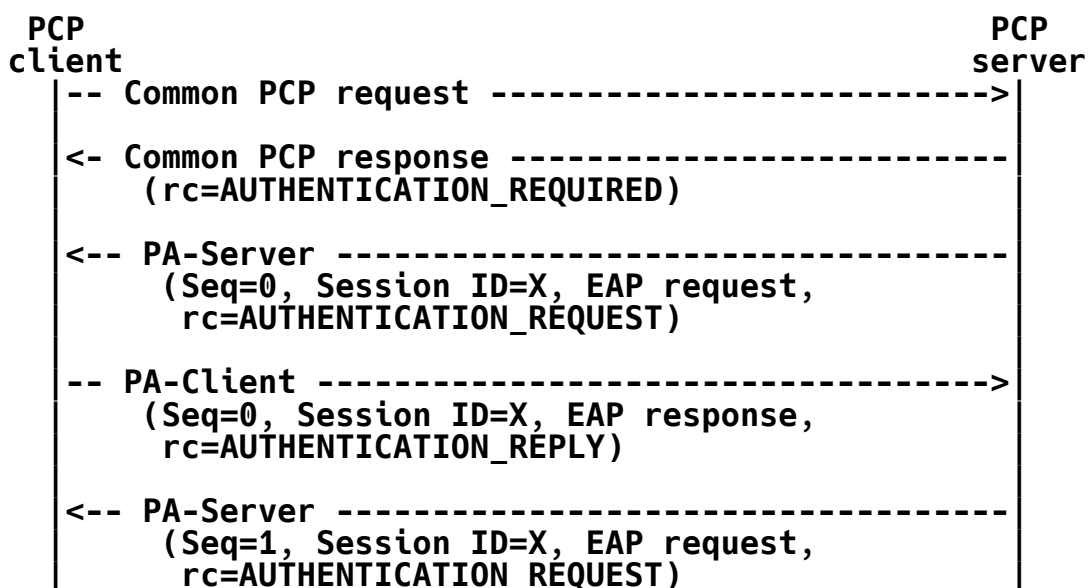 PCP PCP
client server
|-- Common PCP request -------------------------->|
|<- Common PCP response --------------------------|
(rc=AUTHENTICATION_REQUIRED)
|<-- PA-Server -----------------------------------|
(Seq=0, Session ID=X, EAP request,
rc=AUTHENTICATION_REQUEST)
|-- PA-Client ----------------------------------->|
(Seq=0, Session ID=X, EAP response,
rc=AUTHENTICATION_REPLY)
|<-- PA-Server -----------------------------------|
(Seq=1, Session ID=X, EAP request,
rc=AUTHENTICATION_REQUEST)